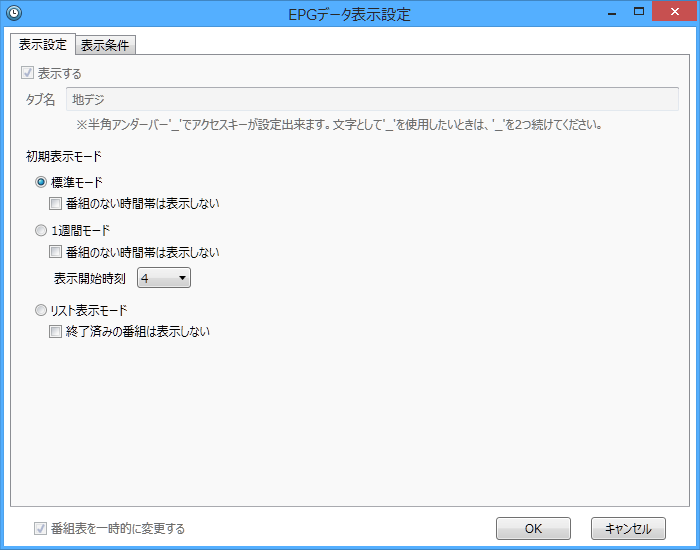 EPGデータ表示設定
表示設定 表示条件
表示する
タブ名 地デジ
※半角アンダーバー'_'でアクセスキーが設定出来ます。文字として'_'を使用したいときは、'_'を2つ続けてください。
初期表示モード
標準モード
番組のない時間帯は表示しない
1週間モード
番組のない時間帯は表示しない
表示開始時刻 4
リスト表示モード
終了済みの番組は表示しない
番組表を一時的に変更する OK キャンセル